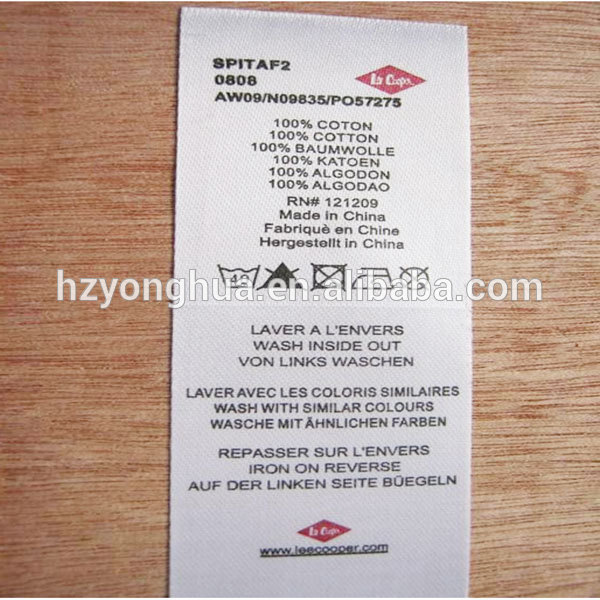 SPITAF2
0808
Lee Cooper
AW09/N09835/PO57275
100% COTON
100% COTTON
100% BAUMWOLLE
100% KATOEN
100% ALGODON
100% ALGODAO
RN# 121209
Made in China
Fabriquè en Chine
Hergestellt in China
40
hzyonghua.en.alibaba.com
LAVER A L'ENVERS
WASH INSIDE OUT
VON LINKS WASCHEN
LAVER AVEC LES COLORIS SIMILAIRES
WASH WITH SIMILAR COLOURS
WASCHE MIT ÄHNLICHEN FARBEN
REPASSER SUR L'ENVERS
IRON ON REVERSE
AUF DER LINKEN SEITE BÜEGELN
Lee Cooper
www.leecooper.com